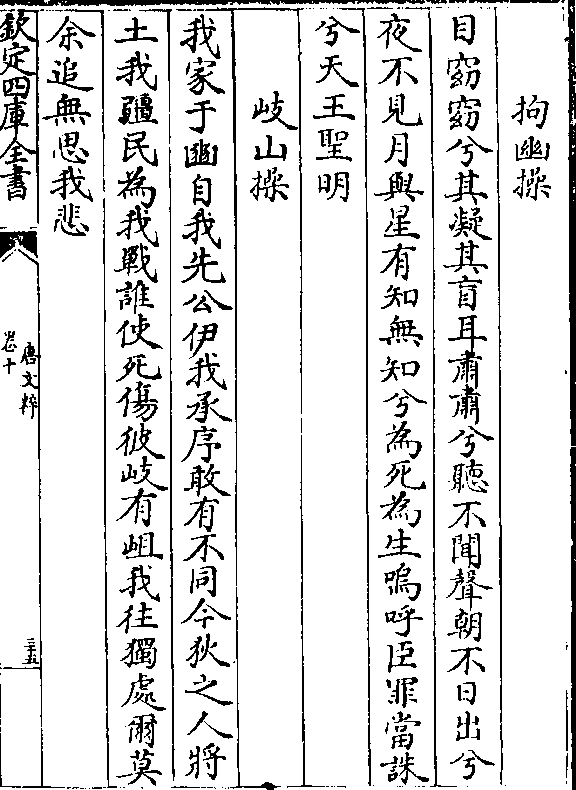 拘幽操
目窈窈兮其凝其盲耳肅肅兮聽不聞聲朝不日出兮
夜不見月與星有知無知兮為死為生嗚呼臣罪當誅
兮天王聖明
岐山操
我家于豳自我先公伊我承序敢有不同今狄之人將
土我疆民為我戰誰使死傷彼岐有岨我往獨處爾莫
余追無思我悲
欽定四庫全書
唐文粹
卷十
三十五